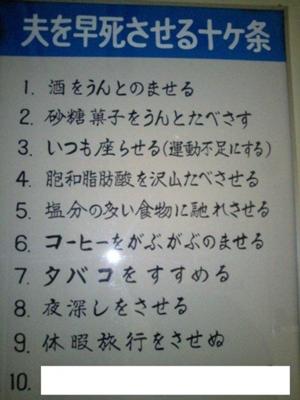 夫を早死させる十ケ条
1. 酒をうんとのませる
2. 砂糖菓子をうんとたべさす
3. いつも座らせる(運動不足にする)
4. 胞和脂肪酸を沢山たべさせる
5. 塩分の多い食物に馳れさせる
6. コーヒーをがぶがぶのませる
7. タバコをすすめる
8. 夜深しをさせる
9. 休暇旅行をさせぬ
10.